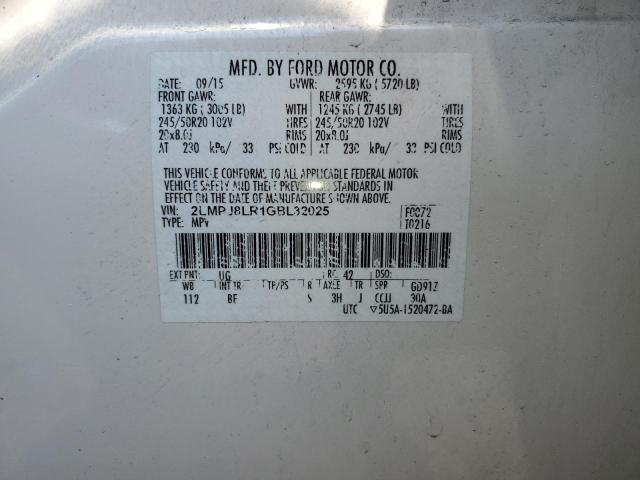 MFD. BY FORD MOTOR CO.
DATE: 09/15 GVWR: 2595 KG ( 5720 LB)
FRONT GAWR: REAR GAWR:
1363 KG ( 3005 LB) WITH 1245 KG ( 2745 LB) WITH
245/50R20 102V TIRES 245/50R20 102V TIRES
20x8.0J RIMS 20x8.0J RIMS
AT 230 kPa/ 33 PSI COLD AT 230 kPa/ 33 PSI COLD
THIS VEHICLE CONFORMS TO ALL APPLICABLE FEDERAL MOTOR
VEHICLE SAFETY AND THEFT PREVENTION STANDARDS IN
EFFECT ON THE DATE OF MANUFACTURE SHOWN ABOVE.
VIN: 2LMPJ8LR1GBL32025 F0072
TYPE: MPV T0216
EXT PNT: UG RC: 42 DSO:
WB INT TR TP/PS R AXLE TR SPR GD91Z
112 BF S 3H J CCJJ 30A
UTC ▽5U5A-1520472-BA